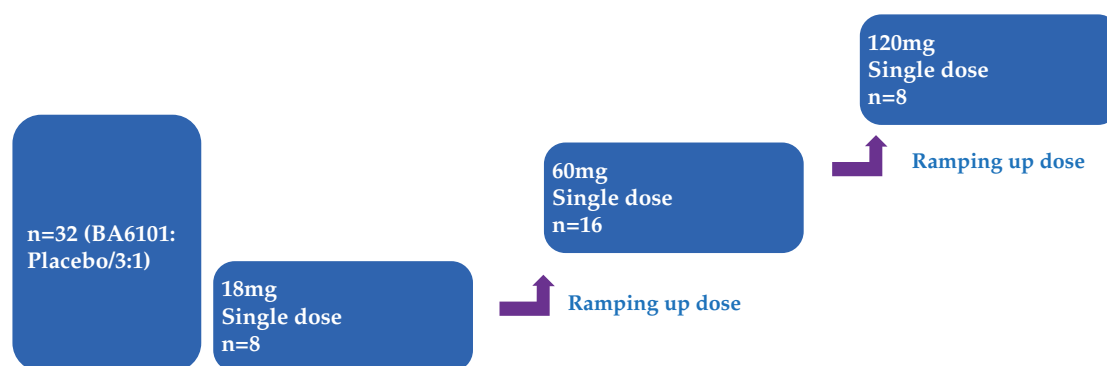 n=32 (BA6101:
Placebo/3:1)
18mg
Single dose
n=8
Ramping up dose
60mg
Single dose
n=16
Ramping up dose
120mg
Single dose
n=8